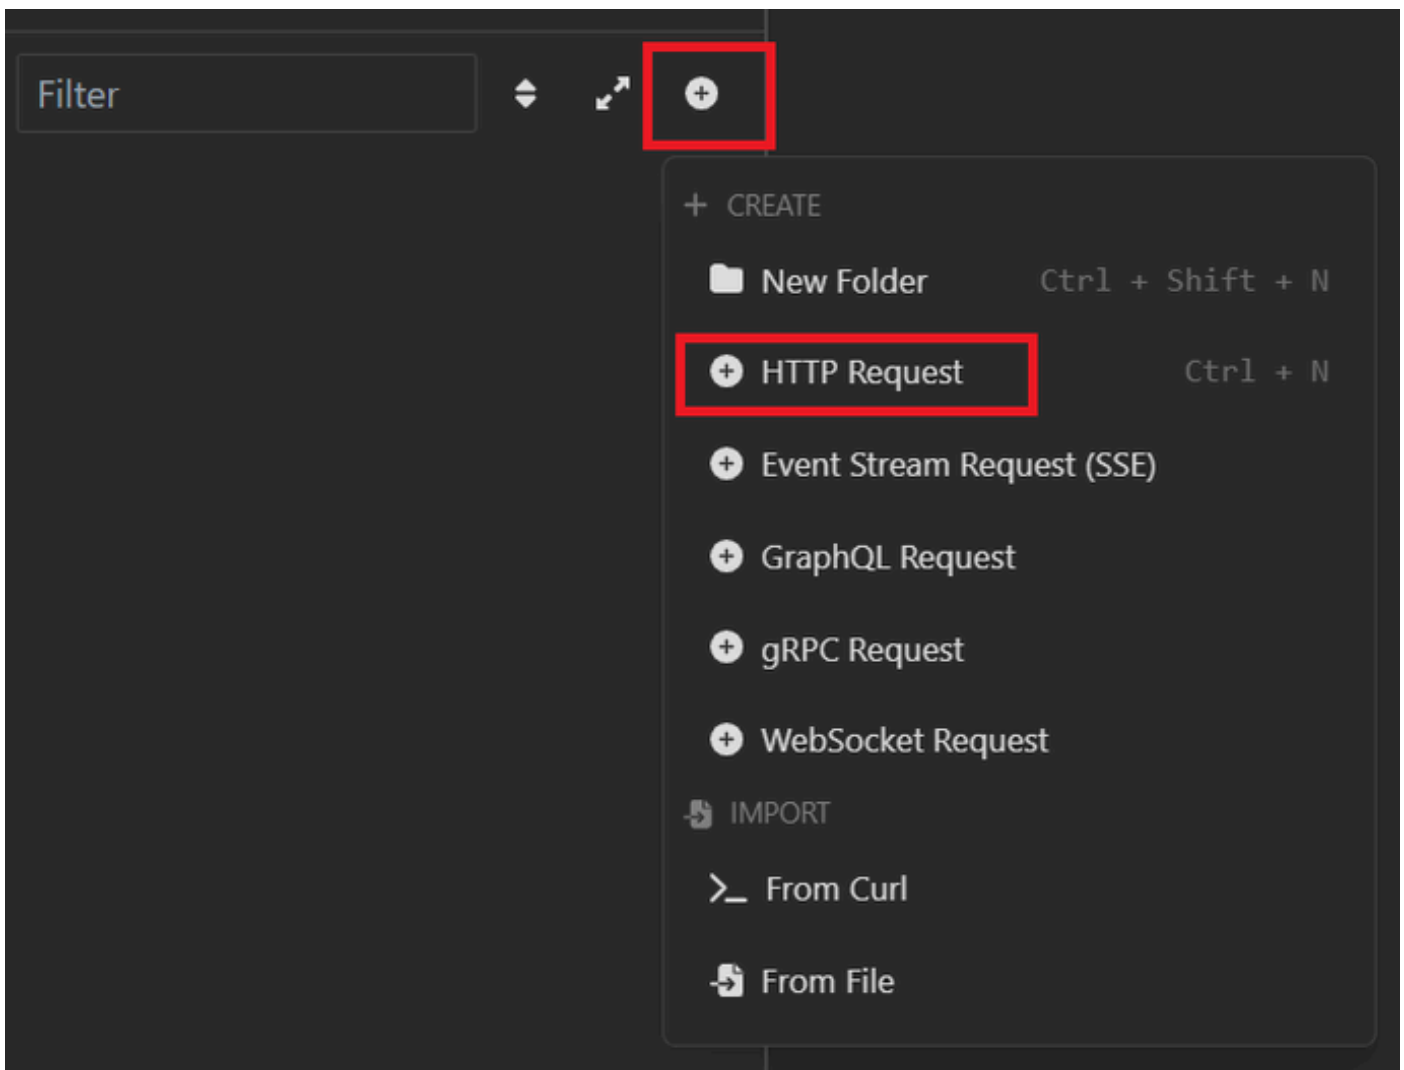 Filter
CREATE
New Folder Ctrl + Shift + N
HTTP Request Ctrl + N
Event Stream Request (SSE)
GraphQL Request
gRPC Request
WebSocket Request
IMPORT
From Curl
From File